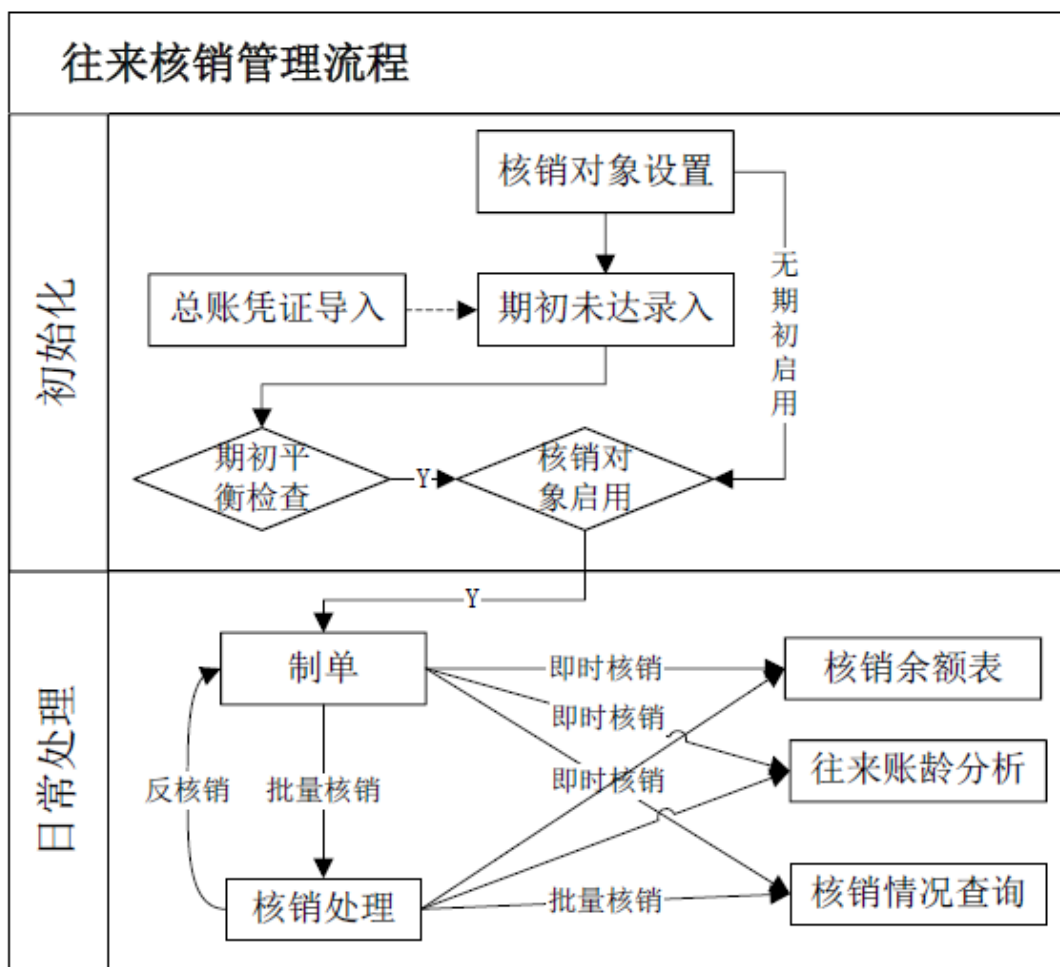 往来核销管理流程
初始化
核销对象设置
无期初启用
总账凭证导入
期初未达录入
期初平
衡检查
Y
核销对
象启用
Y
日常处理
制单
即时核销
核销余额表
即时核销
往来账龄分析
反核销
批量核销
即时核销
核销处理
批量核销
核销情况查询